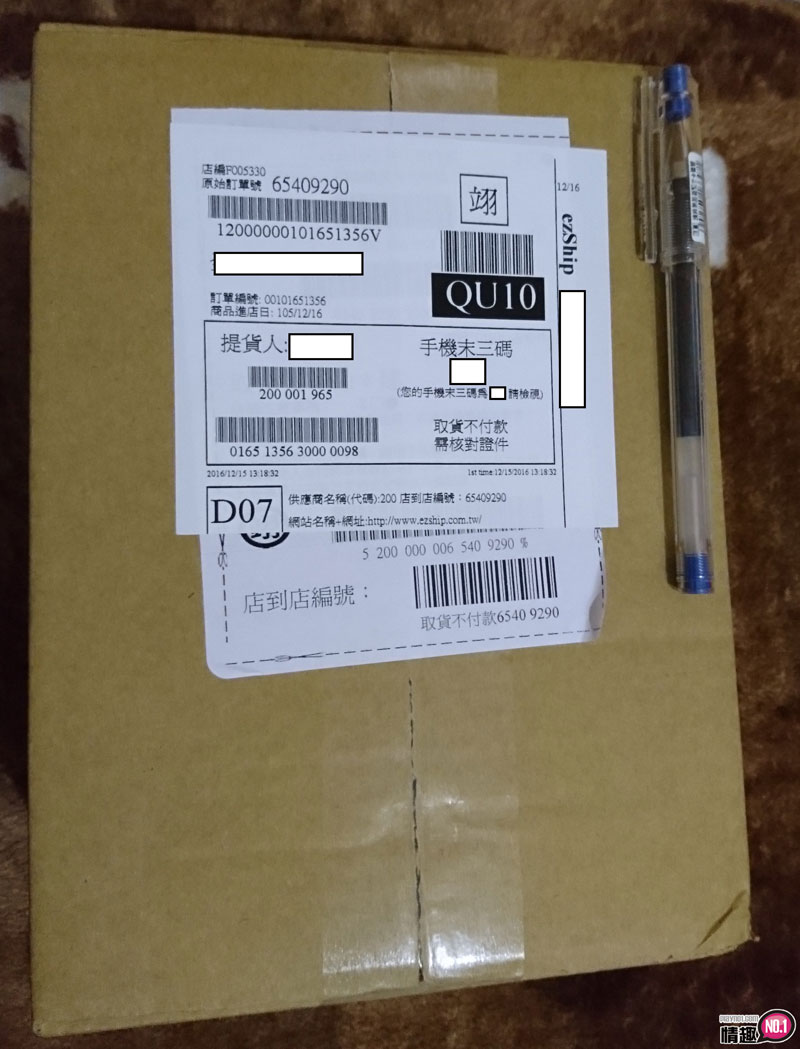 店編F005330
原始訂單號 65409290
12000000101651356V
翊
QU10
12/16
ezShip
訂單編號: 00101651356
商品進店日: 105/12/16
提貨人:
200 001 965
0165 1356 3000 0098
手機末三碼
(您的手機末三碼為 請檢視)
取貨不付款
需核對證件
2016/12/15 13:18:32
1st time 12/15/2016 13:18:32
D07
供應商名稱(代碼):200 店到店編號：65409290
網站名稱+網址:http://www.ezship.com.tw/
5 200 000 006 540 9290 %
店到店編號：
取貨不付款6540 9290
情趣
NO.1